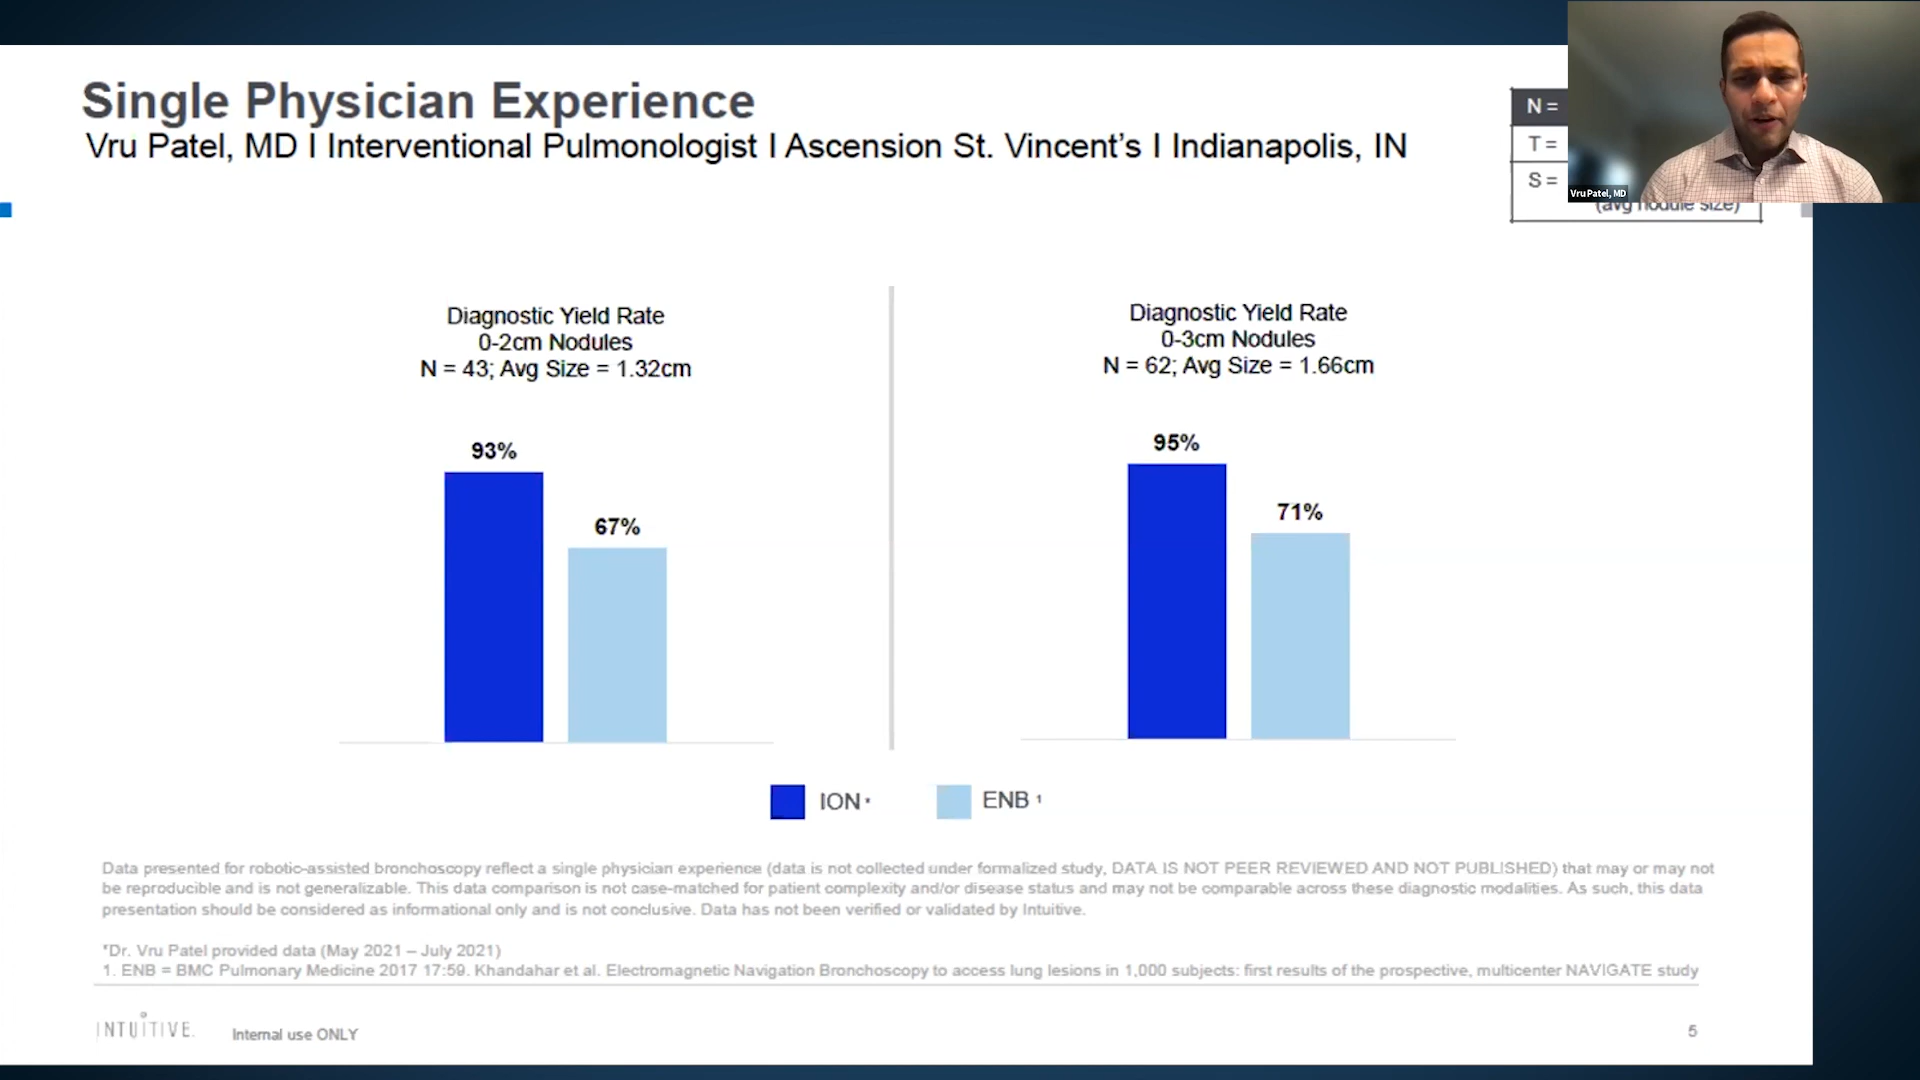 Single Physician Experience
Vru Patel, MD I Interventional Pulmonologist I Ascension St. Vincent's I Indianapolis, IN
N =
T =
S =
(avg nodule size)
Vru Patel, MD
Diagnostic Yield Rate
0-2cm Nodules
N = 43; Avg Size = 1.32cm
93%
67%
Diagnostic Yield Rate
0-3cm Nodules
N = 62; Avg Size = 1.66cm
95%
71%
ION *
ENB 1
Data presented for robotic-assisted bronchoscopy reflect a single physician experience (data is not collected under formalized study, DATA IS NOT PEER REVIEWED AND NOT PUBLISHED) that may or may not
be reproducible and is not generalizable. This data comparison is not case-matched for patient complexity and/or disease status and may not be comparable across these diagnostic modalities. As such, this data
presentation should be considered as informational only and is not conclusive. Data has not been verified or validated by Intuitive.
*Dr. Vru Patel provided data (May 2021 – July 2021)
1. ENB = BMC Pulmonary Medicine 2017 17:59. Khandahar et al. Electromagnetic Navigation Bronchoscopy to access lung lesions in 1,000 subjects: first results of the prospective, multicenter NAVIGATE study
INTUITIVE.
Internal use ONLY
5